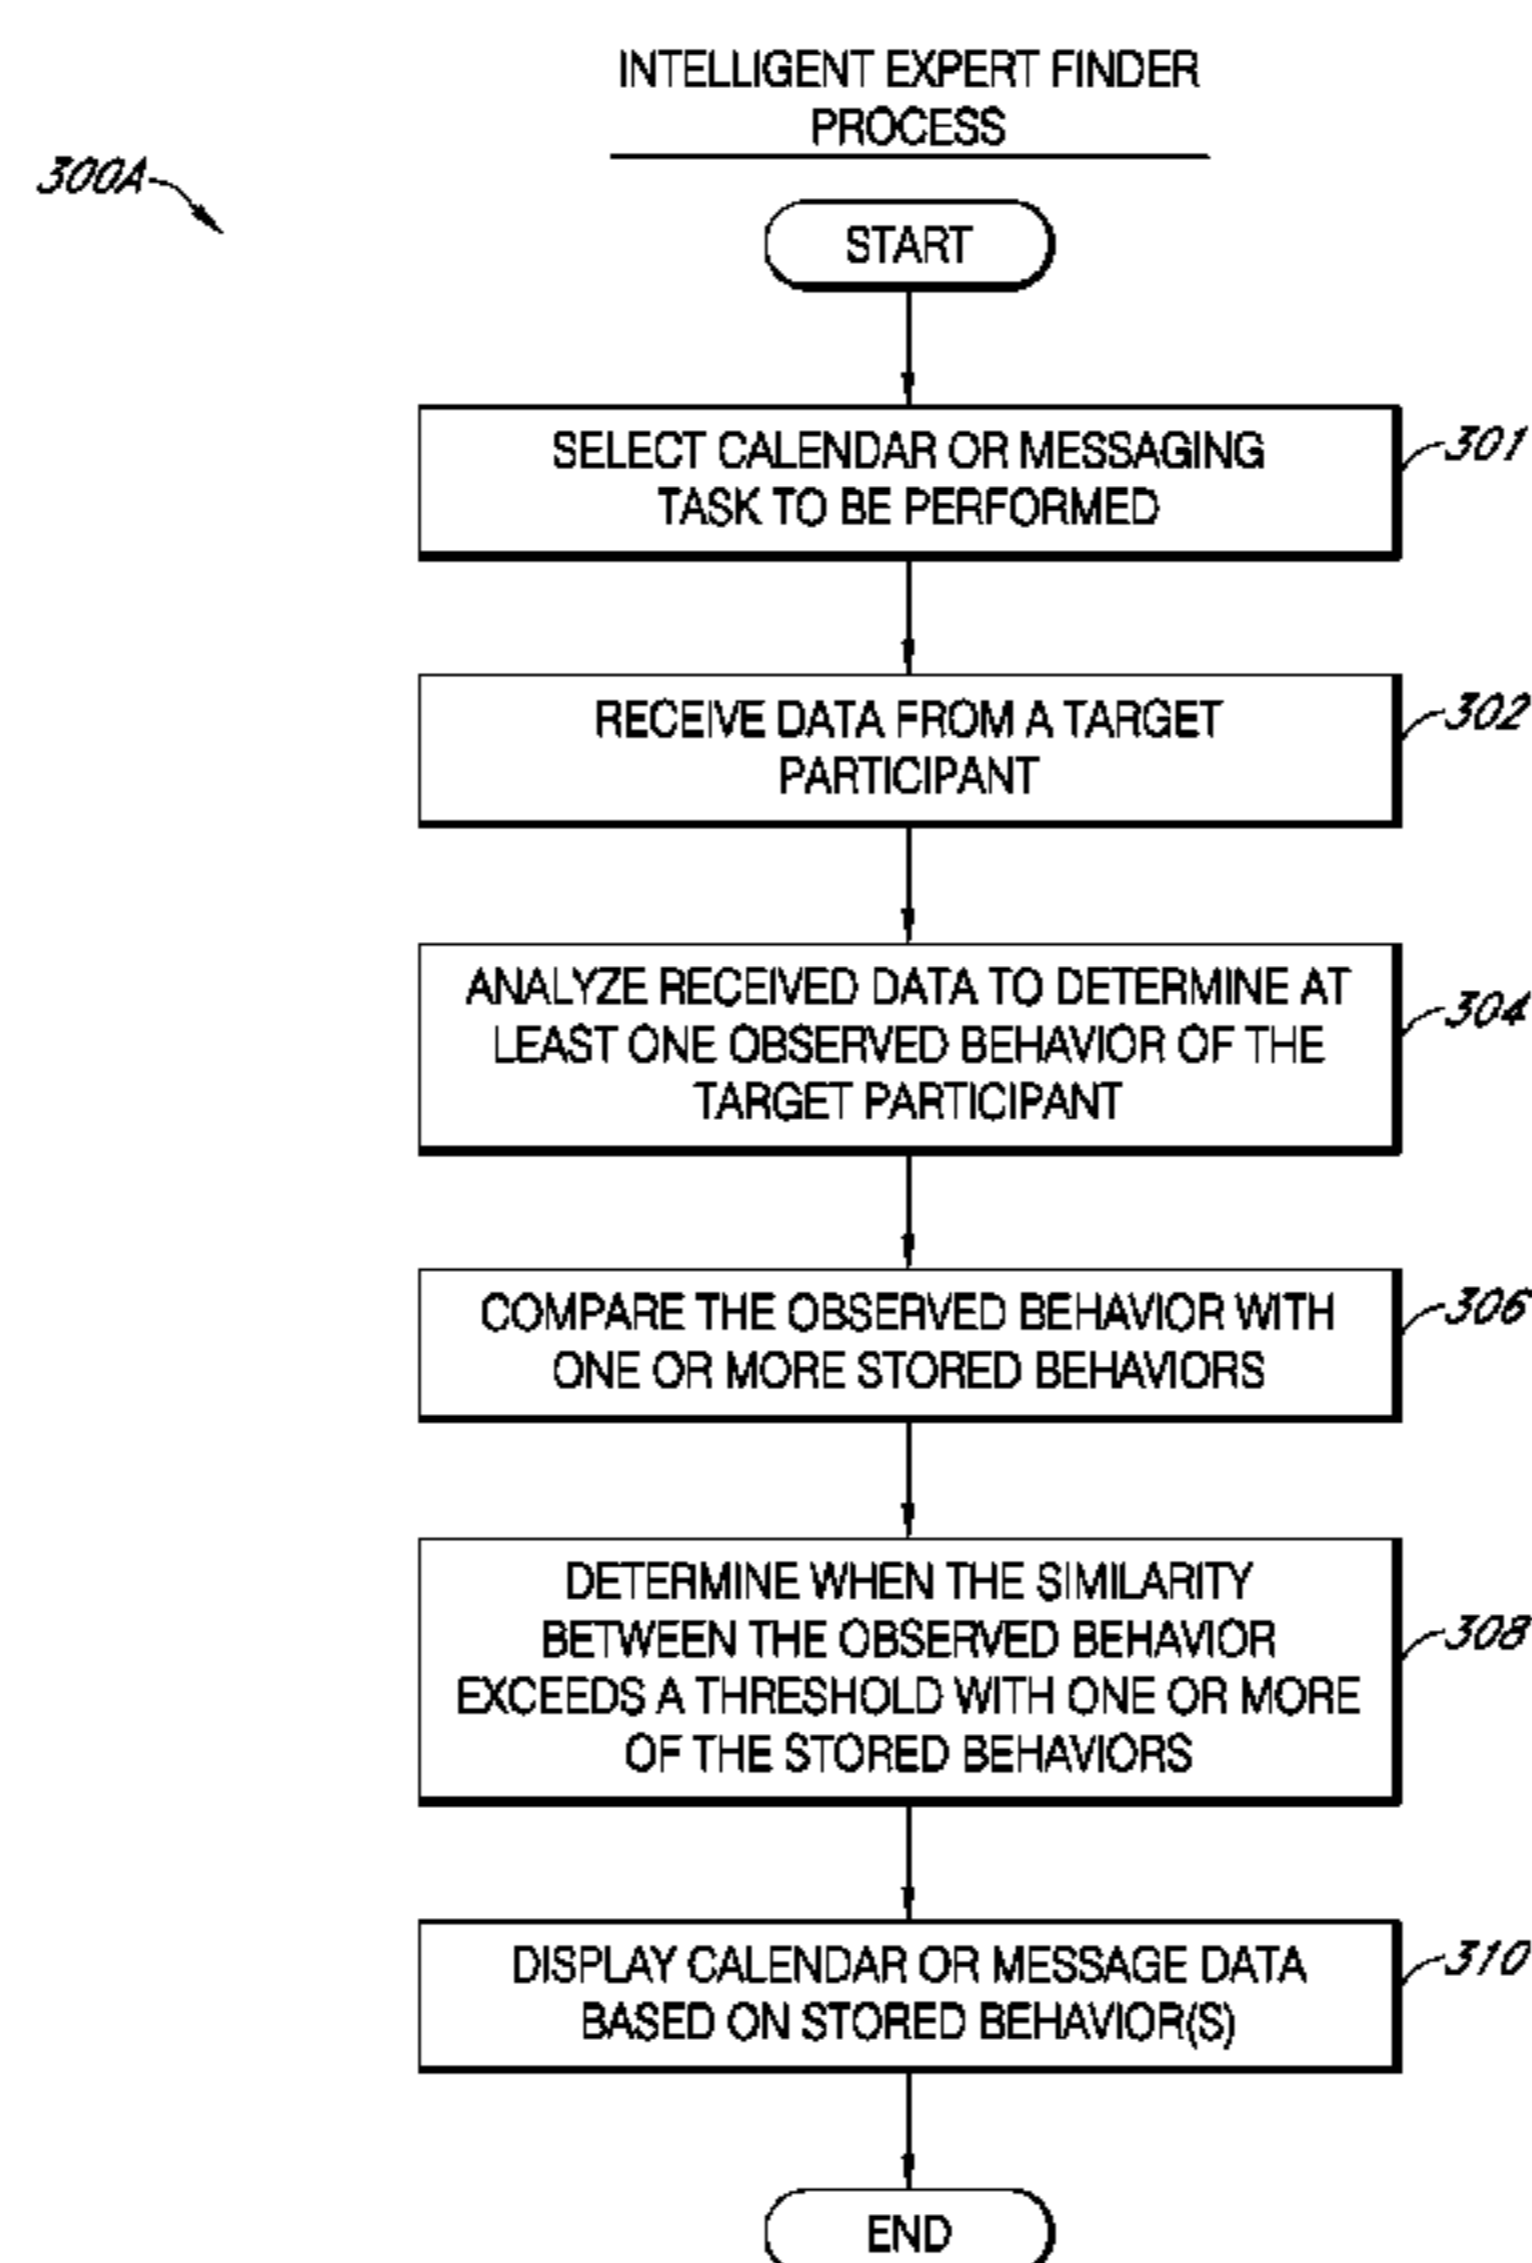 INTELLIGENT EXPERT FINDER
PROCESS
300A
START
SELECT CALENDAR OR MESSAGING
TASK TO BE PERFORMED
301
RECEIVE DATA FROM A TARGET
PARTICIPANT
302
ANALYZE RECEIVED DATA TO DETERMINE AT
LEAST ONE OBSERVED BEHAVIOR OF THE
TARGET PARTICIPANT
304
COMPARE THE OBSERVED BEHAVIOR WITH
ONE OR MORE STORED BEHAVIORS
306
DETERMINE WHEN THE SIMILARITY
BETWEEN THE OBSERVED BEHAVIOR
EXCEEDS A THRESHOLD WITH ONE OR MORE
OF THE STORED BEHAVIORS
308
DISPLAY CALENDAR OR MESSAGE DATA
BASED ON STORED BEHAVIOR(S)
310
END